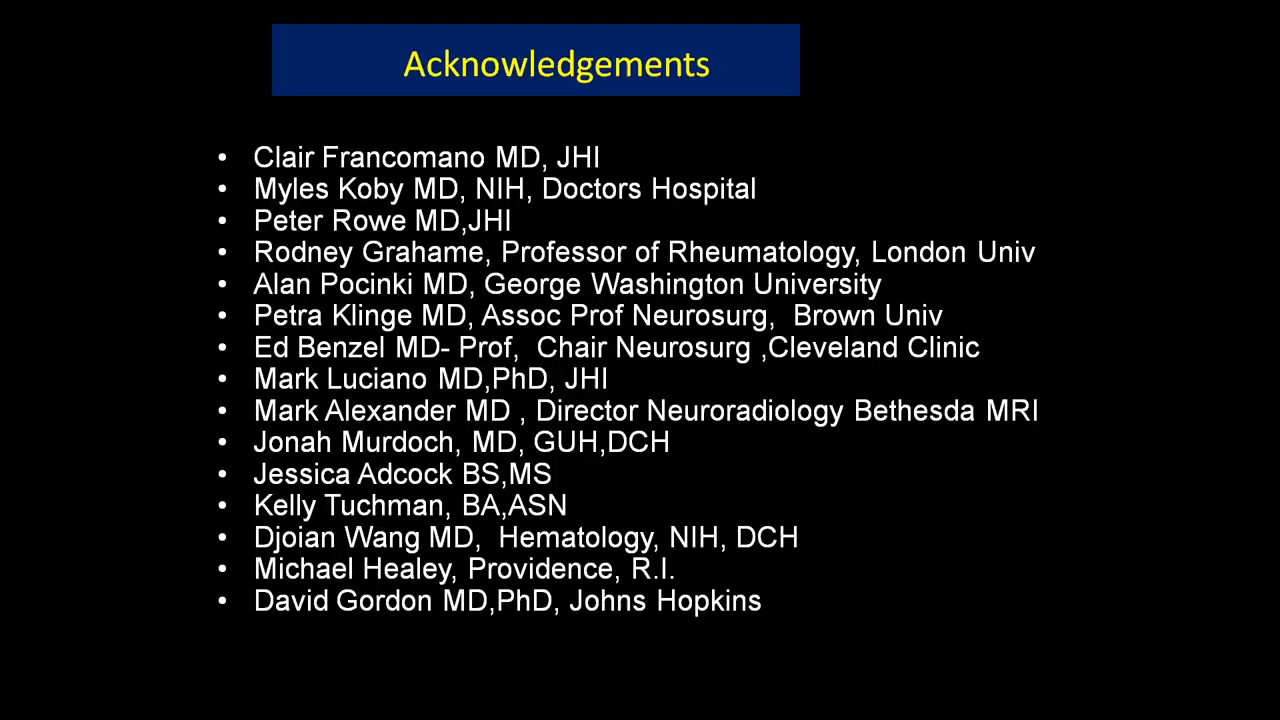 Acknowledgements
• Clair Francomano MD, JHI
• Myles Koby MD, NIH, Doctors Hospital
• Peter Rowe MD,JHI
• Rodney Grahame, Professor of Rheumatology, London Univ
• Alan Pocinki MD, George Washington University
• Petra Klinge MD, Assoc Prof Neurosurg,  Brown Univ
• Ed Benzel MD- Prof,  Chair Neurosurg ,Cleveland Clinic
• Mark Luciano MD,PhD, JHI
• Mark Alexander MD , Director Neuroradiology Bethesda MRI
• Jonah Murdoch, MD, GUH,DCH
• Jessica Adcock BS,MS
• Kelly Tuchman, BA,ASN
• Djoian Wang MD,  Hematology, NIH, DCH
• Michael Healey, Providence, R.I.
• David Gordon MD,PhD, Johns Hopkins